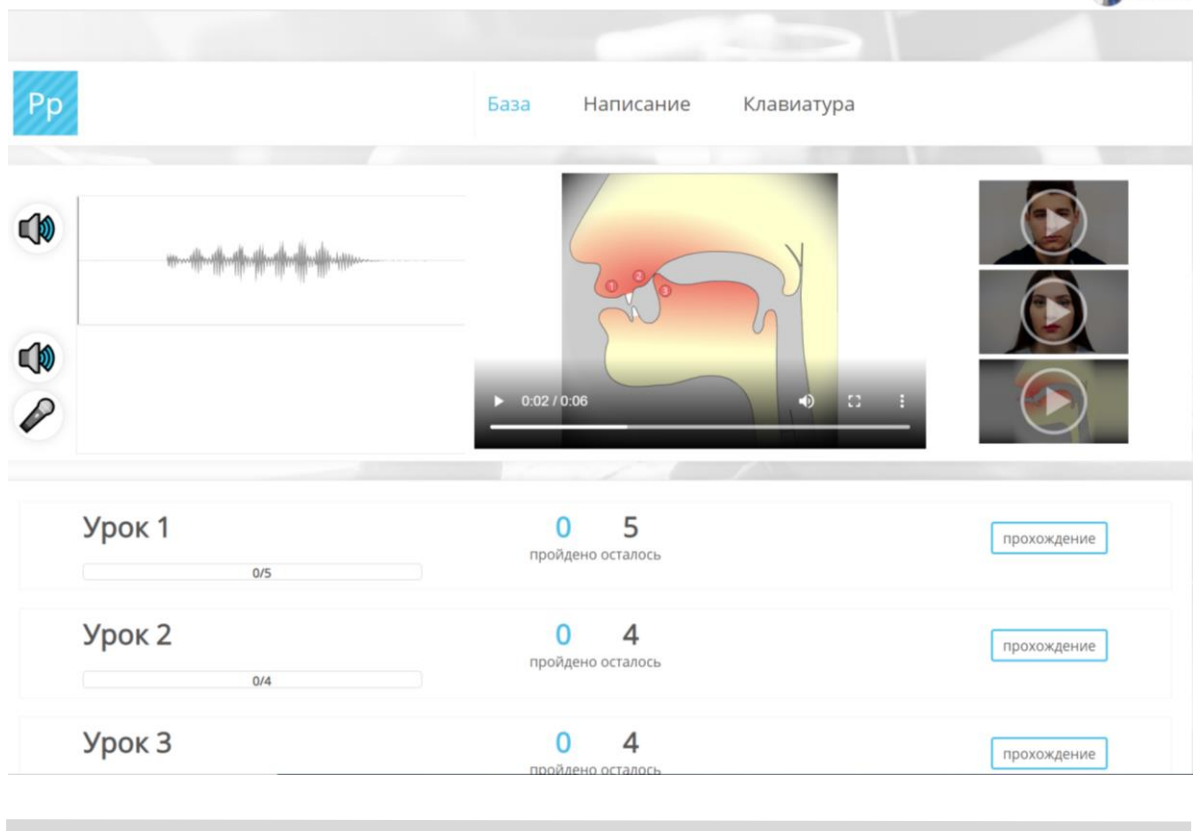 Рр
База Написание Клавиатура
1 2 3
0:02 / 0:06
Урок 1
0 5
пройдено осталось
0/5
прохождение
Урок 2
0 4
пройдено осталось
0/4
прохождение
Урок 3
0 4
пройдено осталось
прохождение